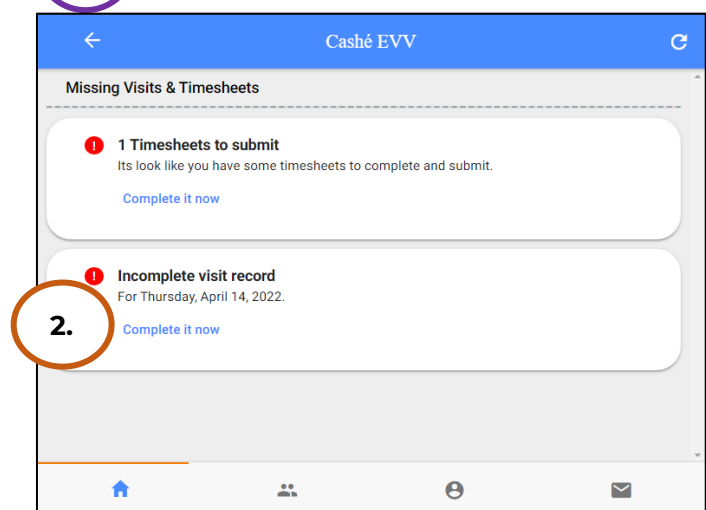 Cashé EVV
Missing Visits & Timesheets
1 Timesheets to submit
Its look like you have some timesheets to complete and submit.
Complete it now
Incomplete visit record
For Thursday, April 14, 2022.
2.
Complete it now